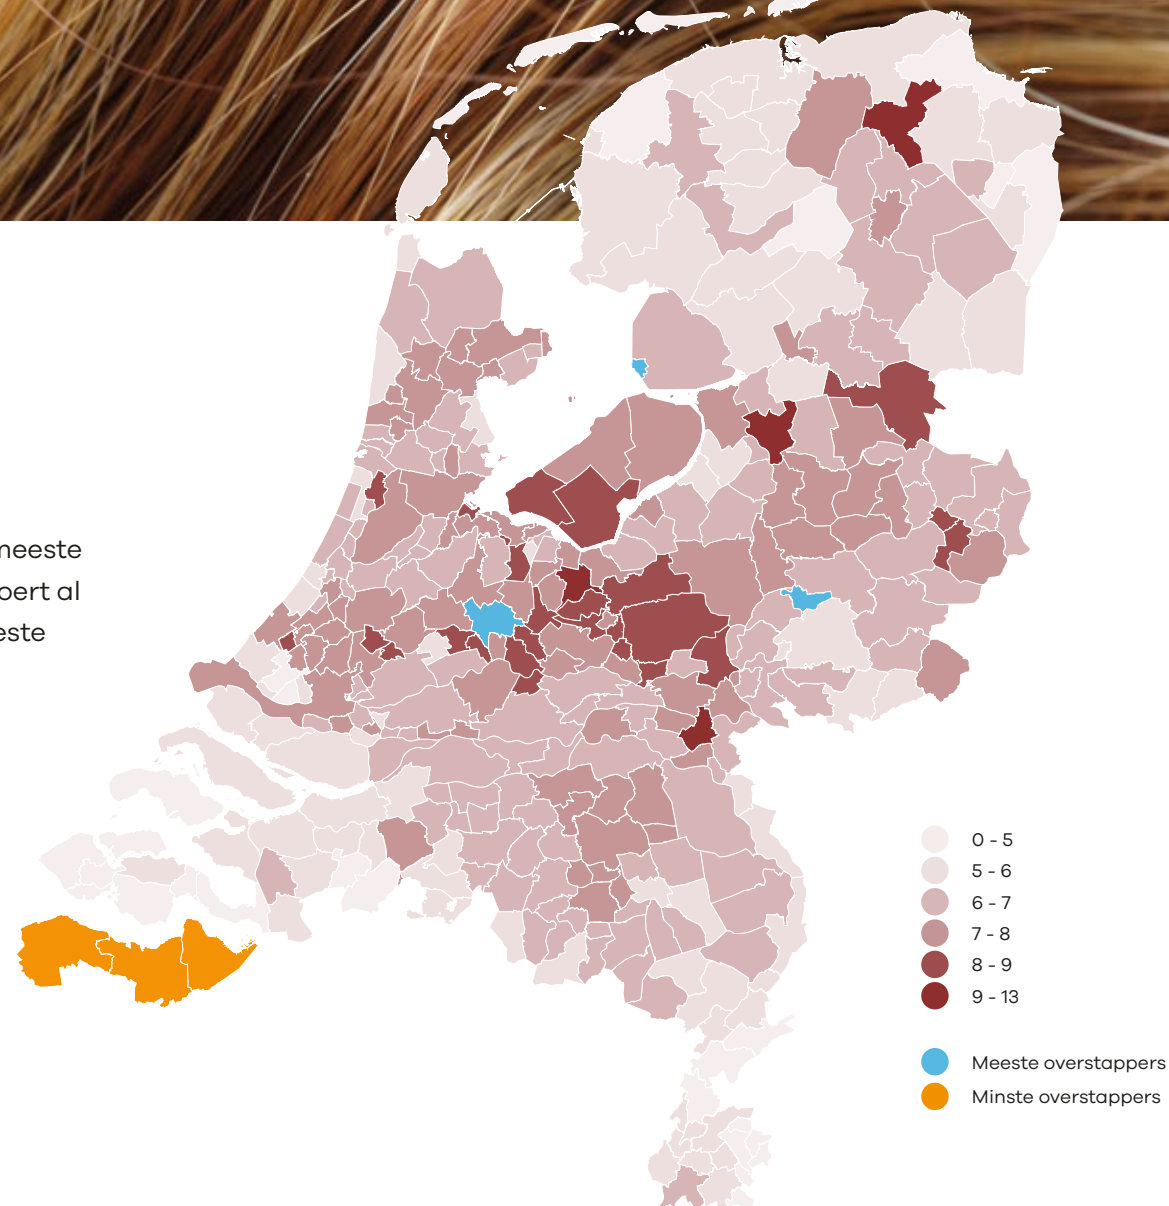 meeste
oert al
este
0 - 5
5 - 6
6 - 7
7 - 8
8 - 9
9 - 13
Meeste overstappers
Minste overstappers